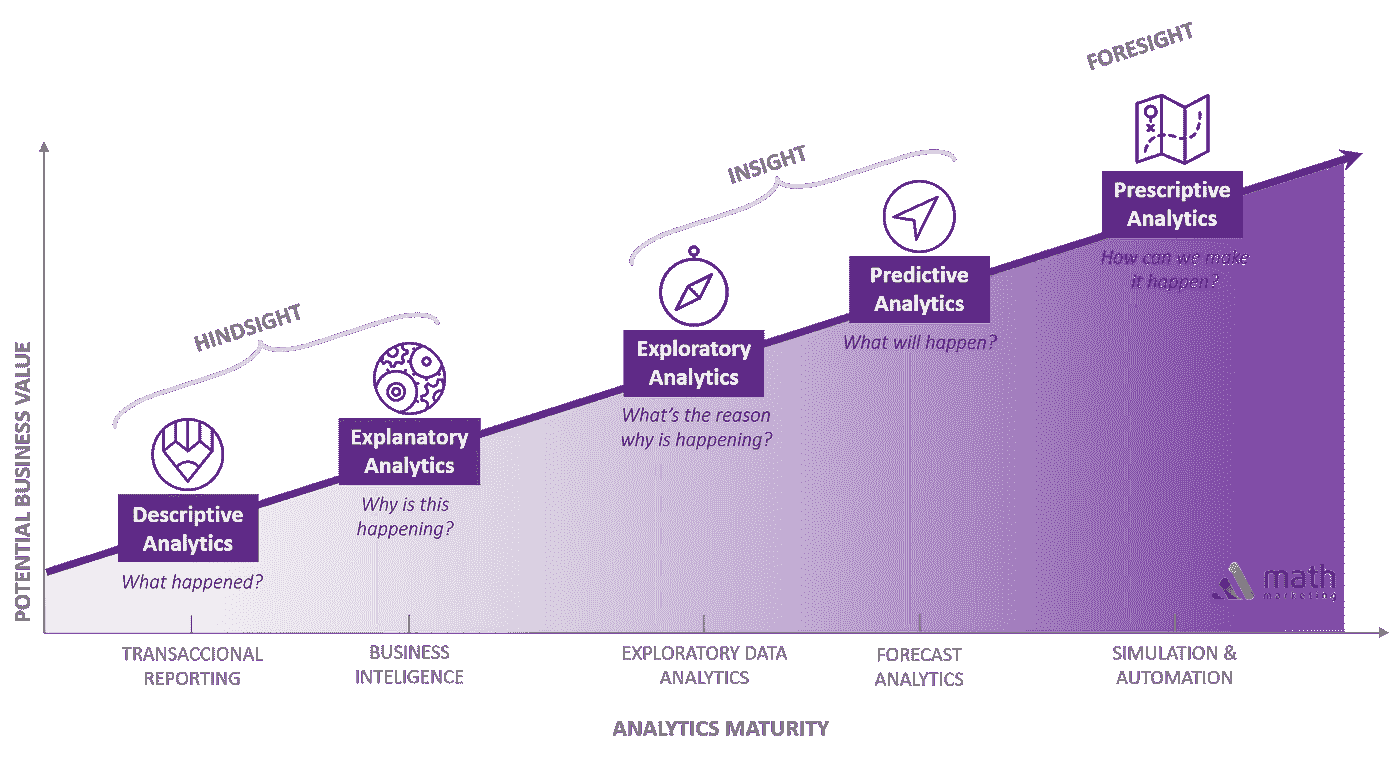 FORESIGHT
Prescriptive
Analytics
How can we make
it happen?
INSIGHT
Predictive
Analytics
What will happen?
Exploratory
Analytics
What's the reason
why is happening?
HINDSIGHT
Explanatory
Analytics
Why is this
happening?
Descriptive
Analytics
What happened?
POTENTIAL BUSINESS VALUE
math
marketing
TRANSACCIONAL
REPORTING
BUSINESS
INTELIGENCE
EXPLORATORY DATA
ANALYTICS
FORECAST
ANALYTICS
SIMULATION &
AUTOMATION
ANALYTICS MATURITY